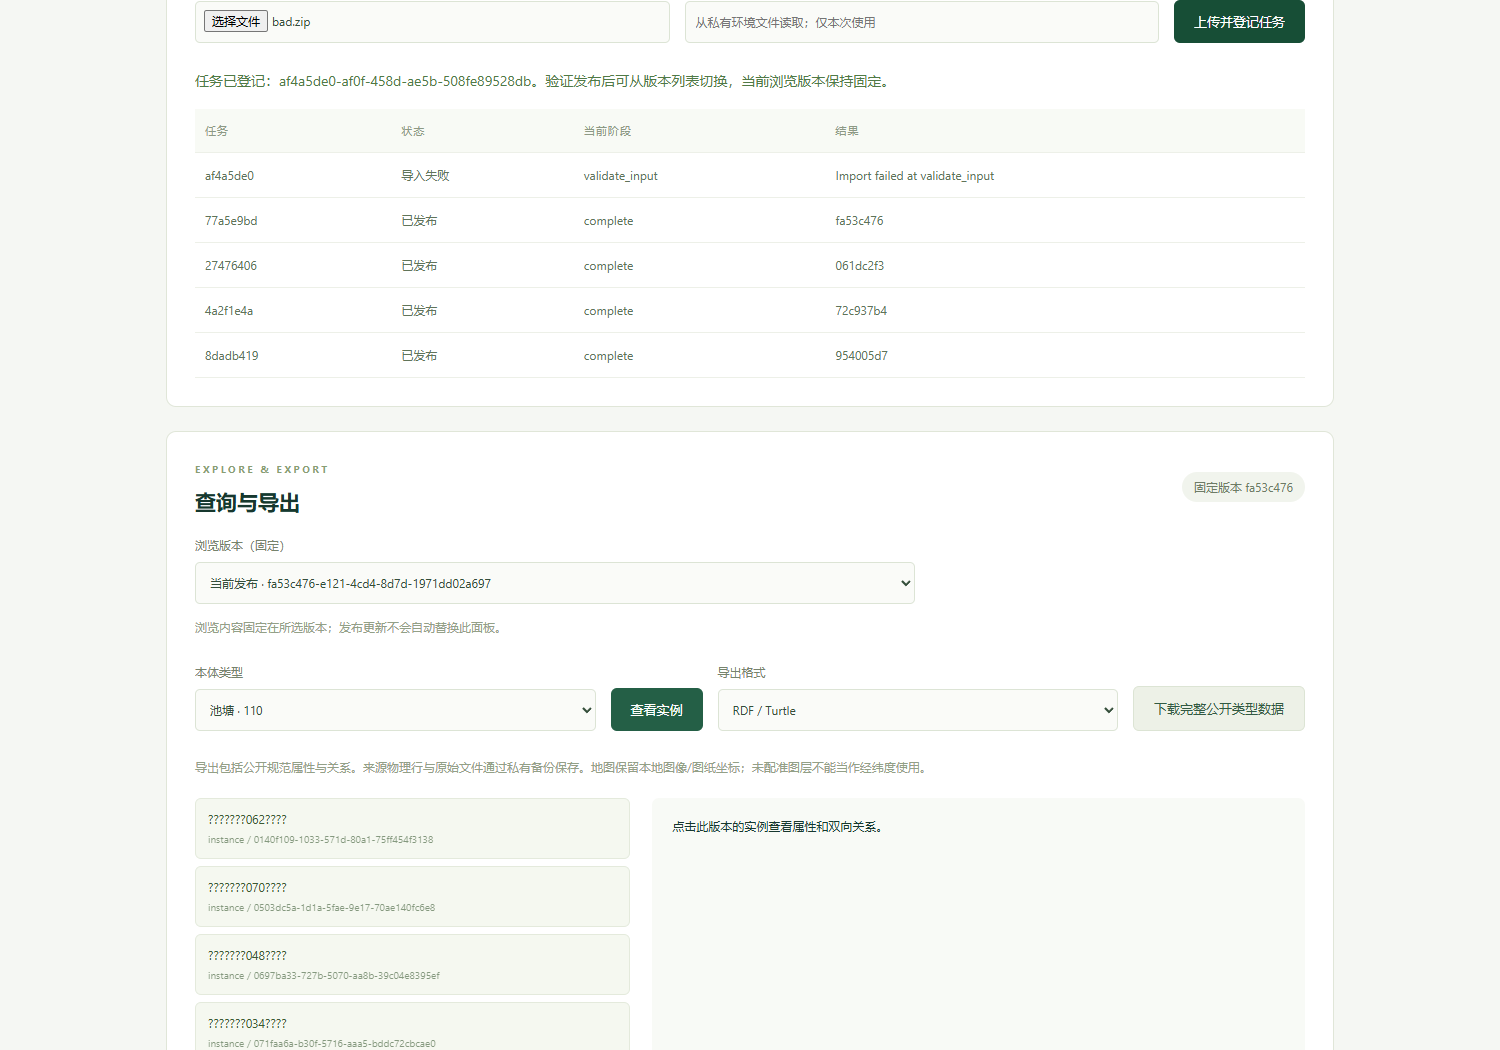 选择文件 bad.zip
从私有环境文件读取；仅本次使用
上传并登记任务
任务已登记：af4a5de0-af0f-458d-ae5b-508fe89528db。验证发布后可从版本列表切换，当前浏览版本保持固定。
任务 状态 当前阶段 结果
af4a5de0 导入失败 validate_input Import failed at validate_input
77a5e9bd 已发布 complete fa53c476
27476406 已发布 complete 061dc2f3
4a2f1e4a 已发布 complete 72c937b4
8dadb419 已发布 complete 954005d7
EXPLORE & EXPORT
查询与导出
固定版本 fa53c476
浏览版本（固定）
当前发布 · fa53c476-e121-4cd4-8d7d-1971dd02a697
浏览内容固定在所选版本；发布更新不会自动替换此面板。
本体类型
池塘 · 110
查看实例
导出格式
RDF / Turtle
下载完整公开类型数据
导出包括公开规范属性与关系。来源物理行与原始文件通过私有备份保存。地图保留本地图像/图纸坐标；未配准图层不能当作经纬度使用。
???????062????
instance / 0140f109-1033-571d-80a1-75ff454f3138
???????070????
instance / 0503dc5a-1d1a-5fae-9e17-70ae140fc6e8
???????048????
instance / 0697ba33-727b-5070-aa8b-39c04e8395ef
???????034????
instance / 071faa6a-b30f-5716-aaa5-bddc72cbcae0
点击此版本的实例查看属性和双向关系。